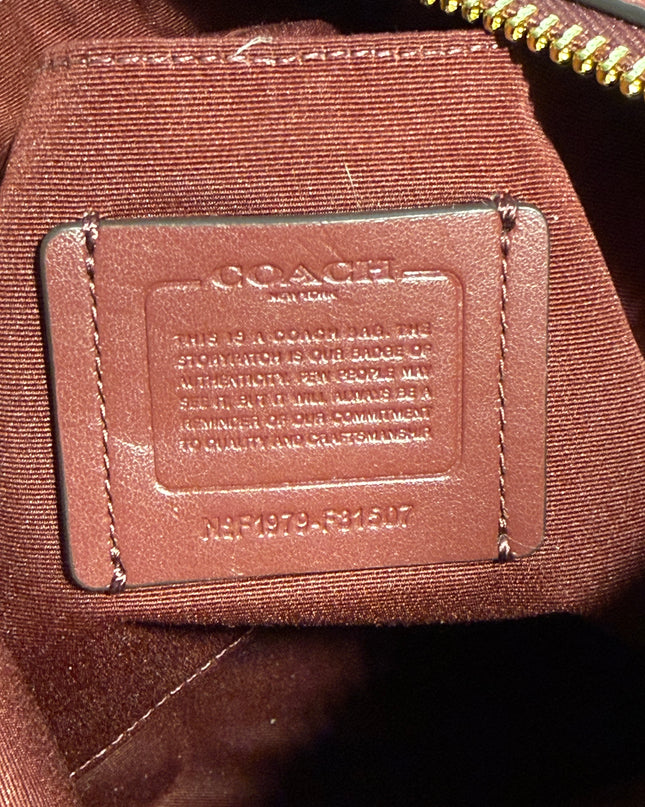 COACH
NEW YORK
THIS IS A COACH BAG. THE
STORYPATCH IS OUR BADGE OF
AUTHENTICITY. FEW PEOPLE MAY
SEE IT, BUT IT WILL ALWAYS BE A
REMINDER OF OUR COMMITMENT
TO QUALITY AND CRAFTSMANSHIP.
F1979-F31507